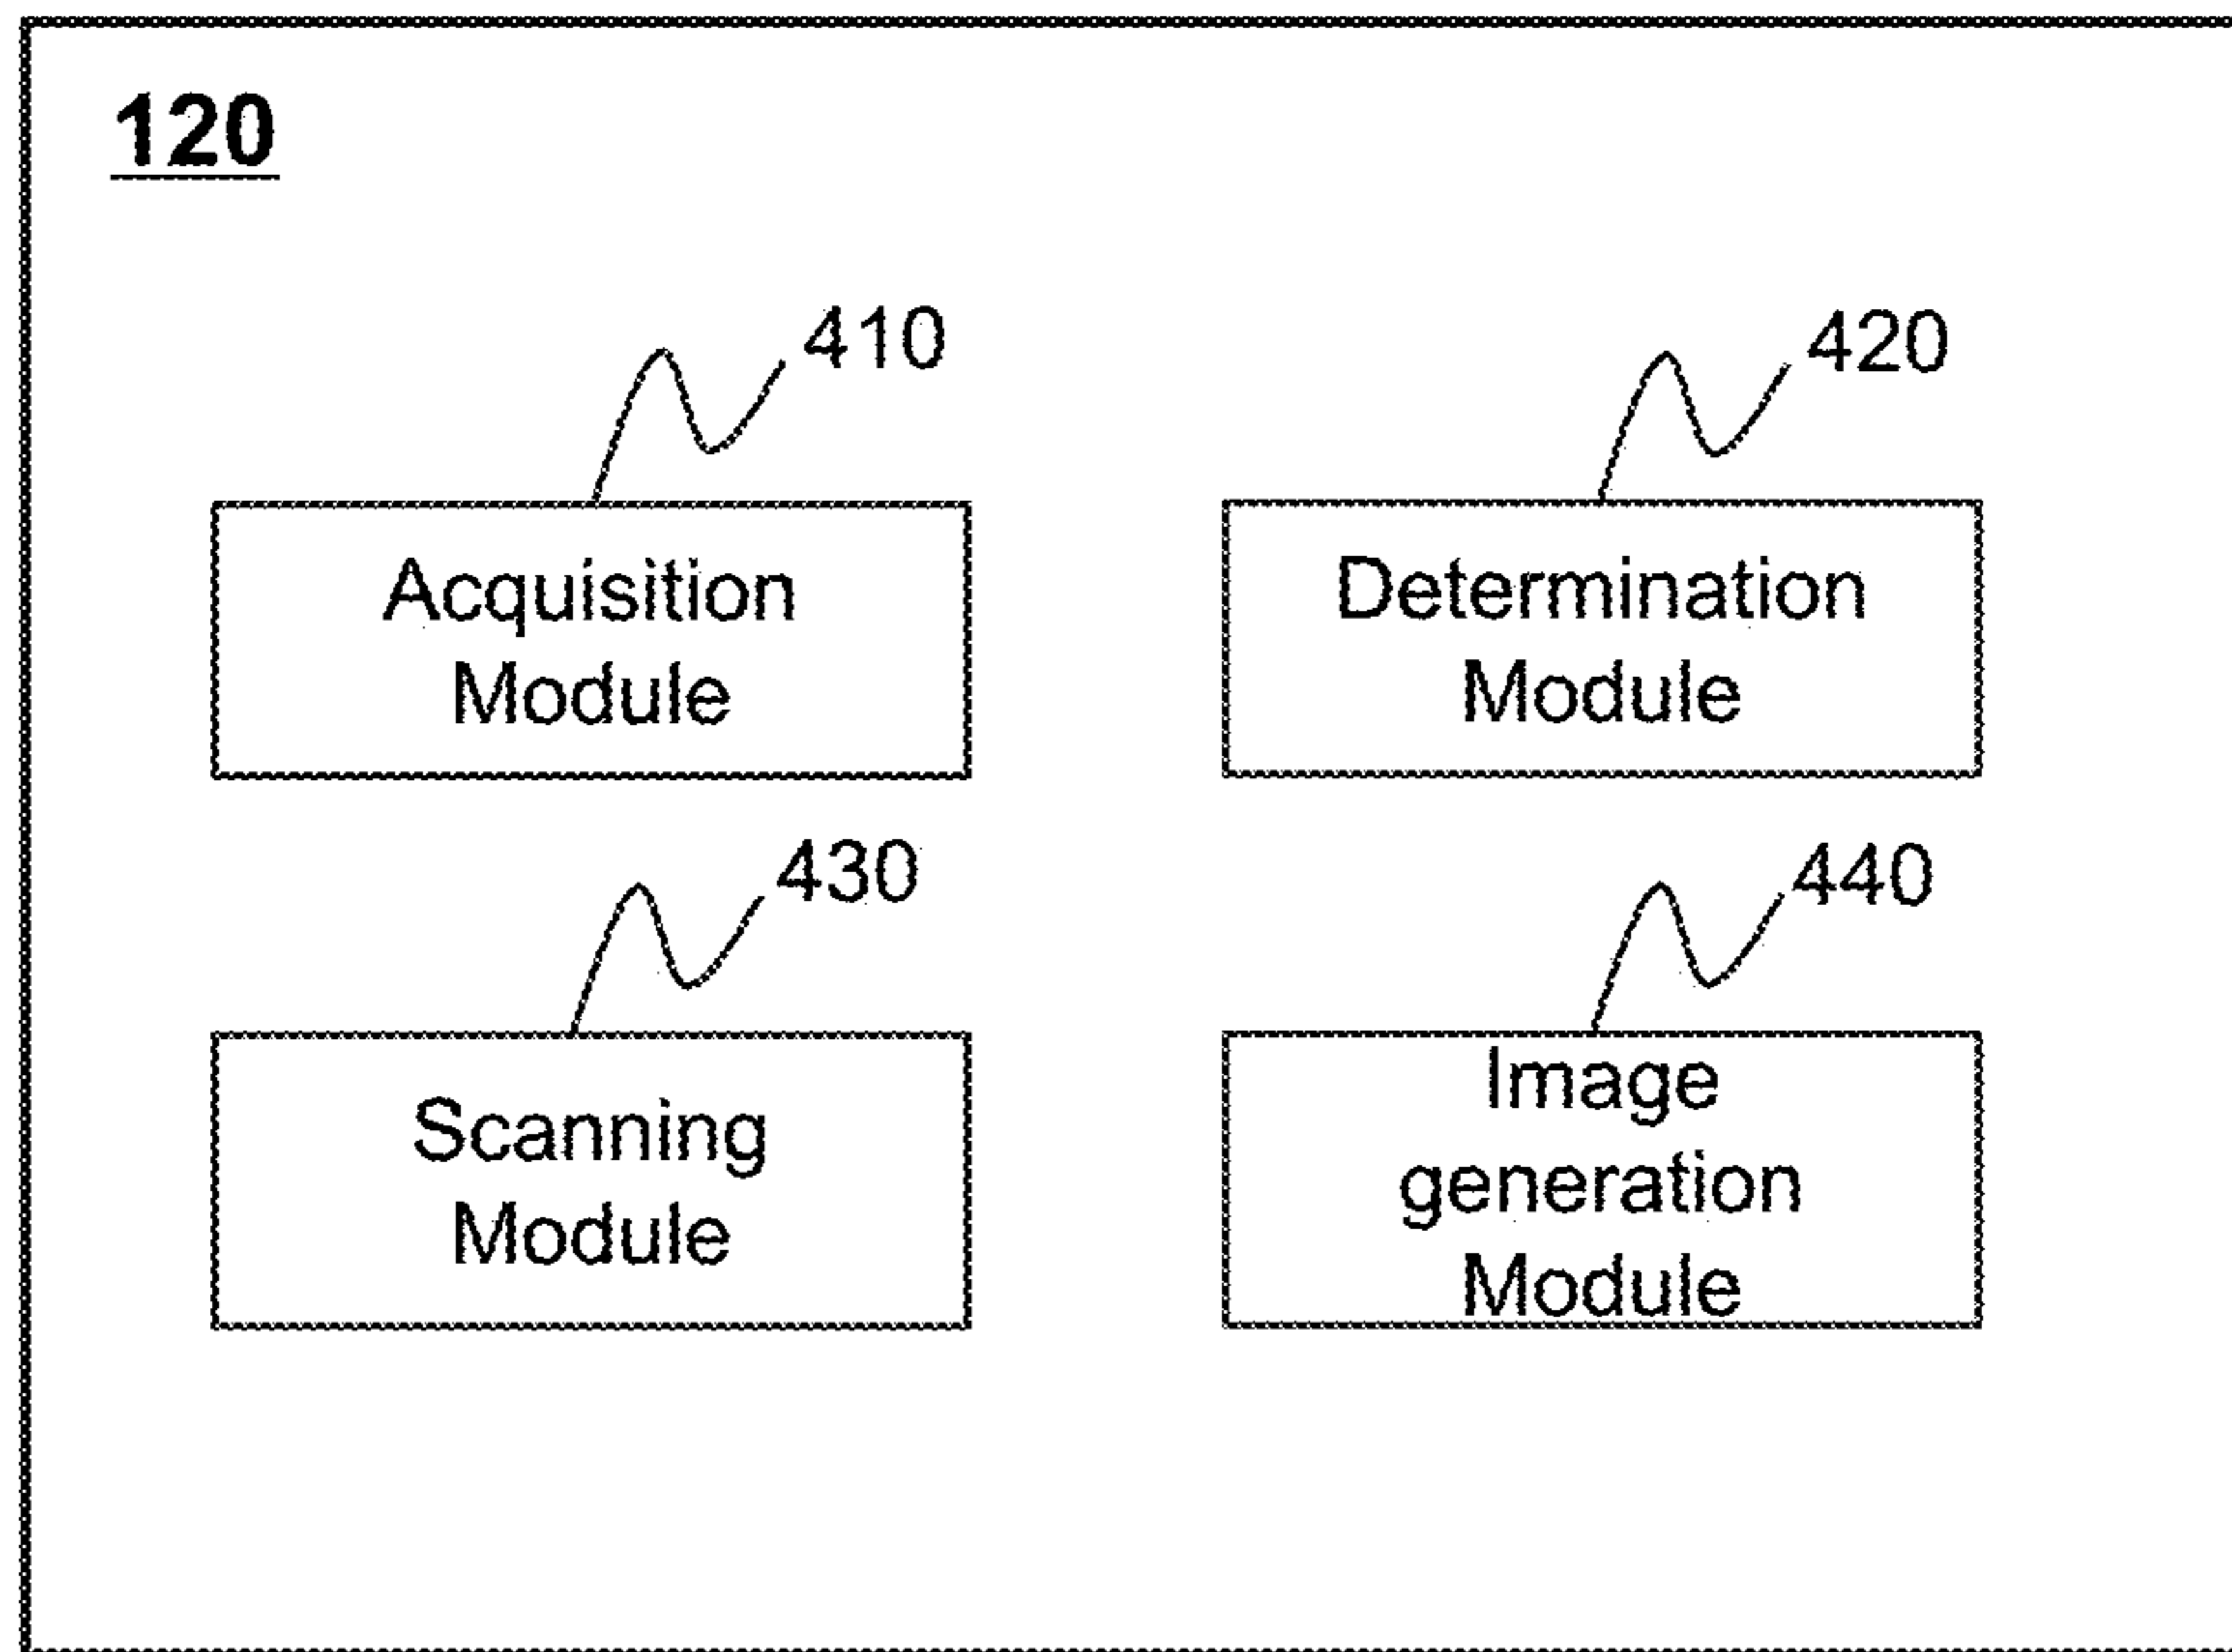 120
410
420
Acquisition
Module
Determination
Module
430
440
Scanning
Module
Image
generation
Module